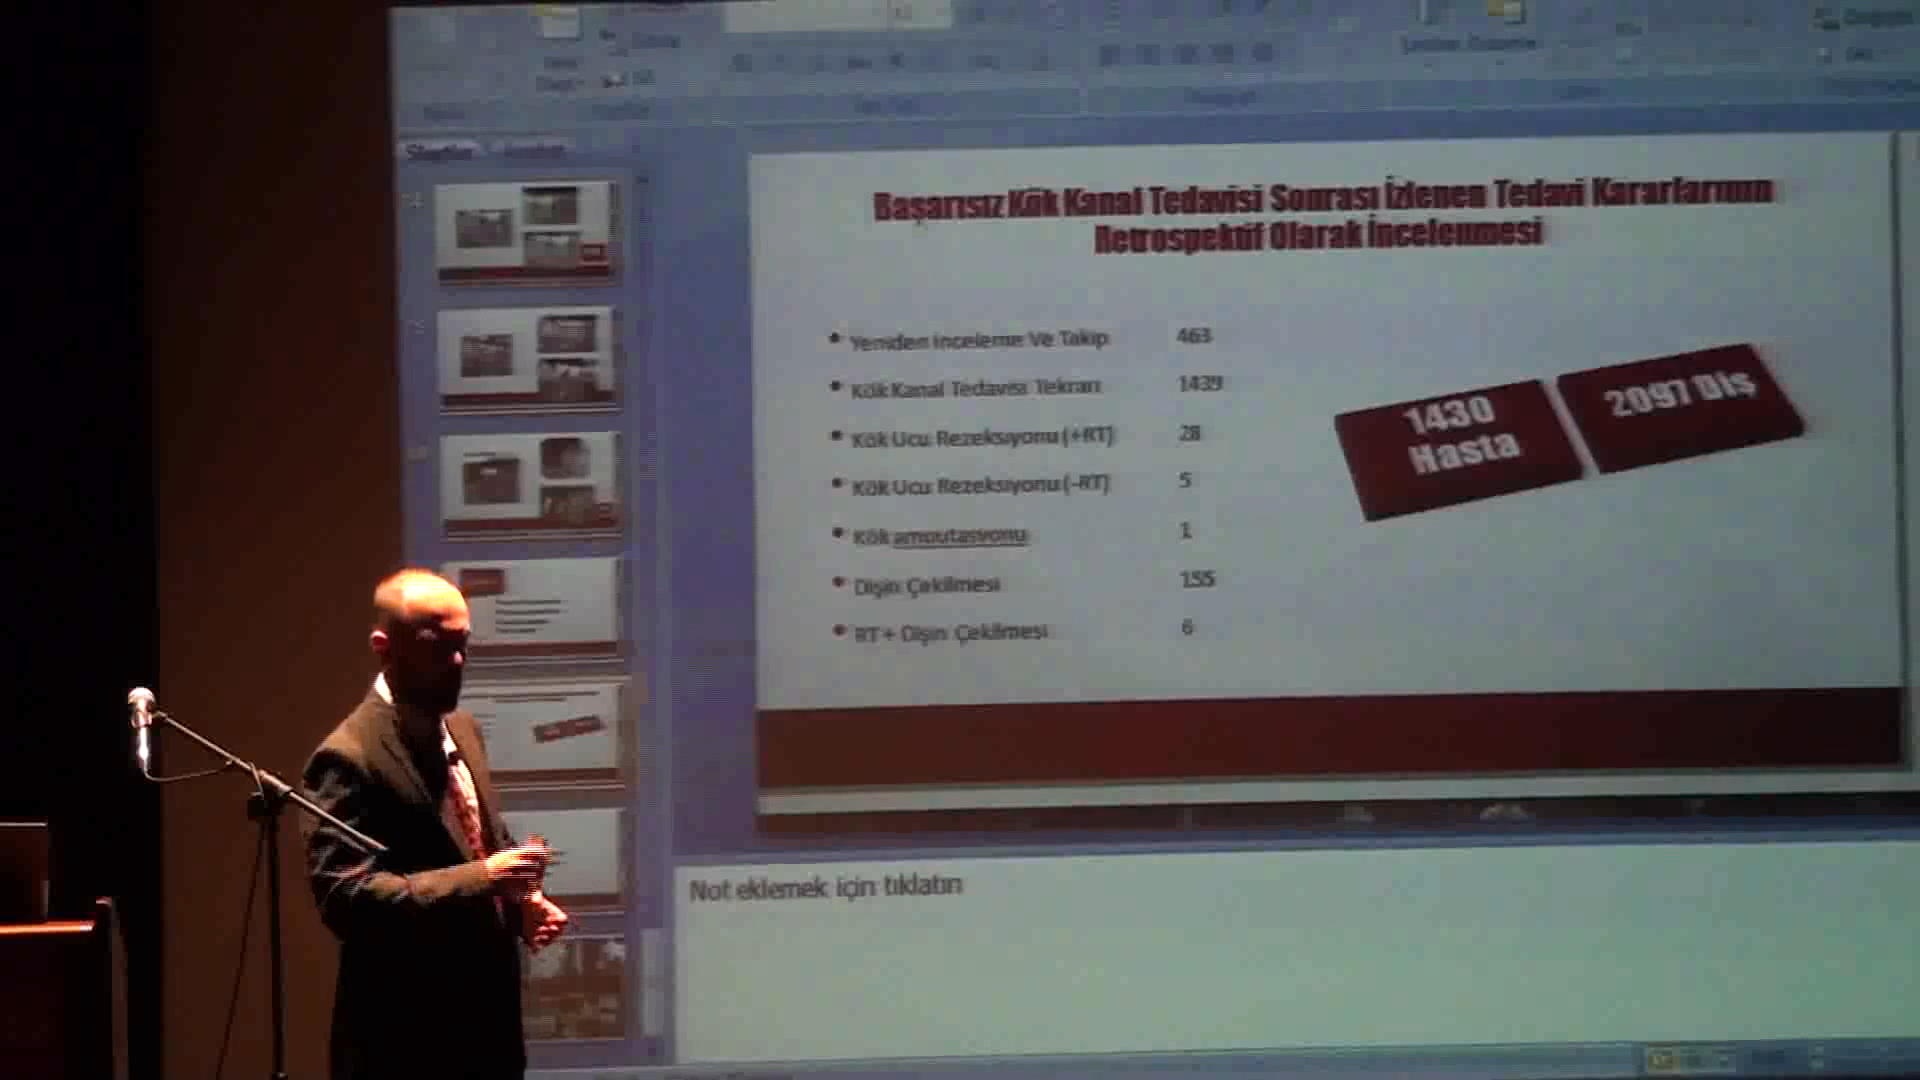 Başarısız Kök Kanal Tedavisi Sonrası İzlenen Tedavi Kararlarının
Retrospektif Olarak İncelenmesi
Yeniden İnceleme Ve Takip 463
Kök Kanal Tedavisi Tekrarı 1439
Kök Ucu Rezeksiyonu (+RT) 28
Kök Ucu Rezeksiyonu (-RT) 5
Kök amputasyonu 1
Dişin Çekilmesi 155
RT+ Dişin Çekilmesi 6
1430
Hasta
2097 Diş
Not eklemek için tıklatın